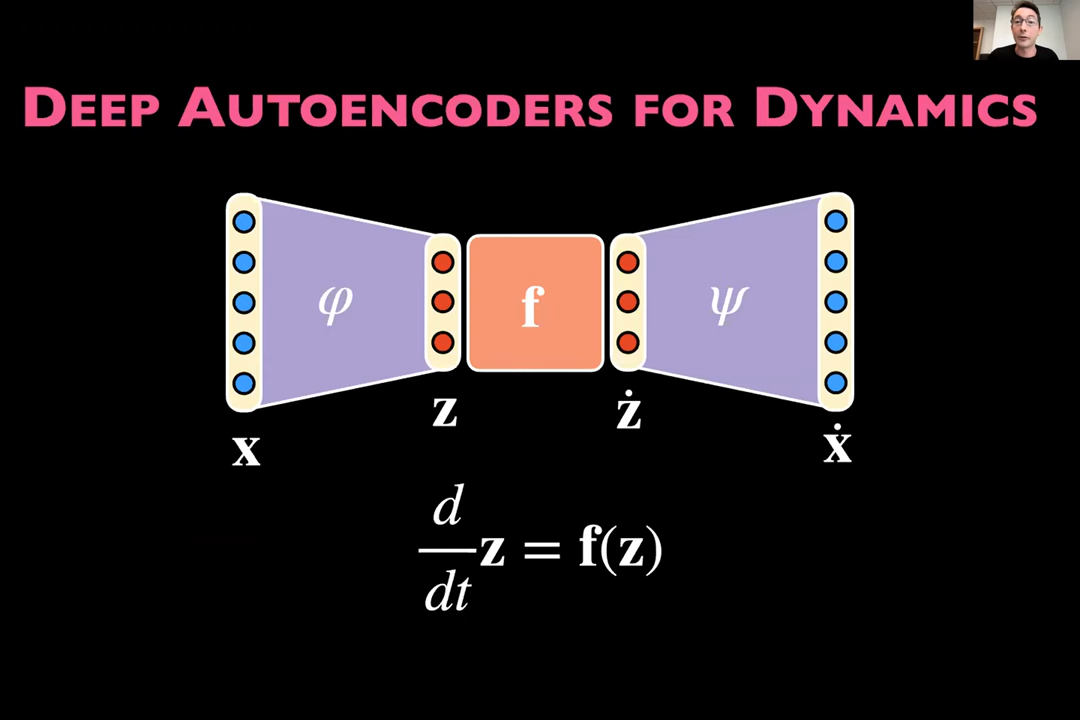 DEEP AUTOENCODERS FOR DYNAMICS
φ f ψ
z ż
x ẋ
d/dt z = f(z)